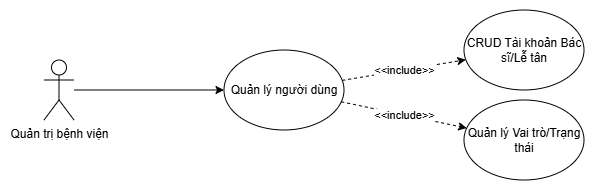 CRUD Tài khoản Bác
sĩ/Lễ tân
<<include>>
Quản lý người dùng
Quản trị bệnh viện
<<include>>
Quản lý Vai trò/Trạng
thái